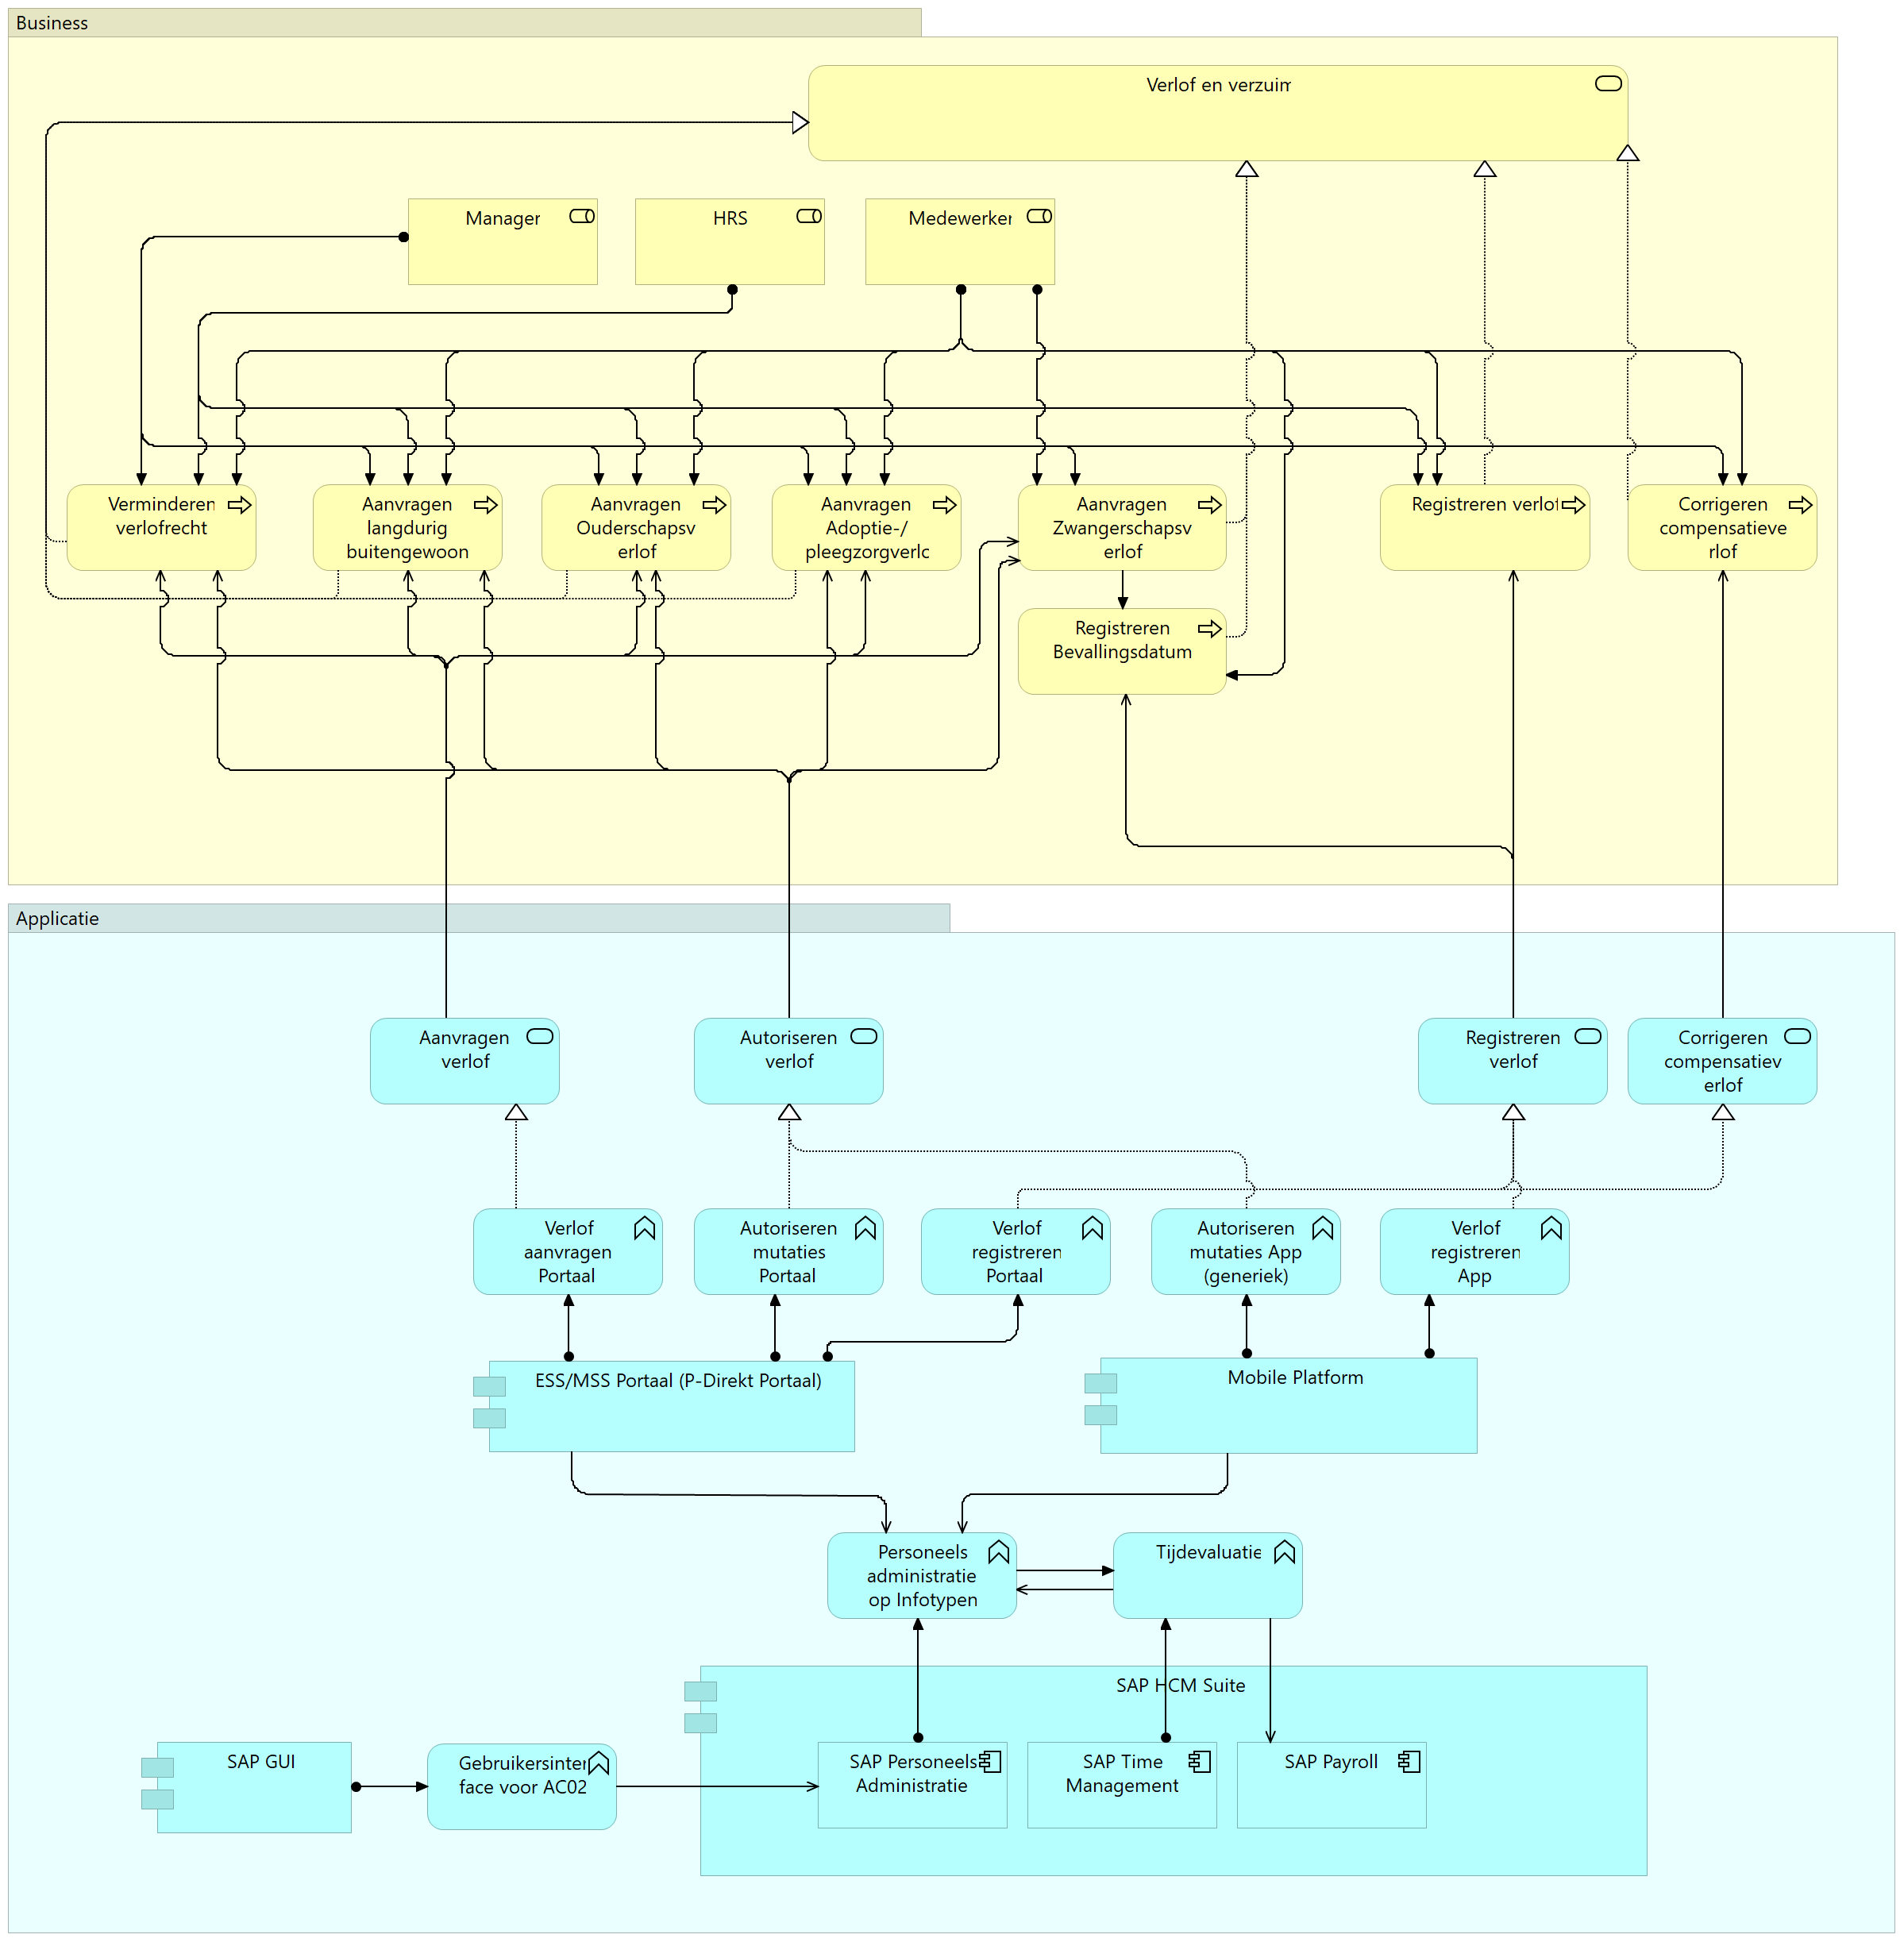 Business
Verlof en verzuim
Manager
HRS
Medewerker
Verminderen
verlofrecht
Aanvragen
langdurig
buitengewoon
Aanvragen
Ouderschapsv
erlof
Aanvragen
Adoptie-/
pleegzorgverlo
Aanvragen
Zwangerschapsv
erlof
Registreren verlof
Corrigeren
compensatieve
rlof
Registreren
Bevallingsdatum
Applicatie
Aanvragen
verlof
Autoriseren
verlof
Registreren
verlof
Corrigeren
compensatiev
erlof
Verlof
aanvragen
Portaal
Autoriseren
mutaties
Portaal
Verlof
registreren
Portaal
Autoriseren
mutaties App
(generiek)
Verlof
registreren
App
ESS/MSS Portaal (P-Direkt Portaal)
Mobile Platform
Personeels
administratie
op Infotypen
Tijdevaluatie
SAP HCM Suite
SAP GUI
Gebruikersinter
face voor AC02
SAP Personeels
Administratie
SAP Time
Management
SAP Payroll